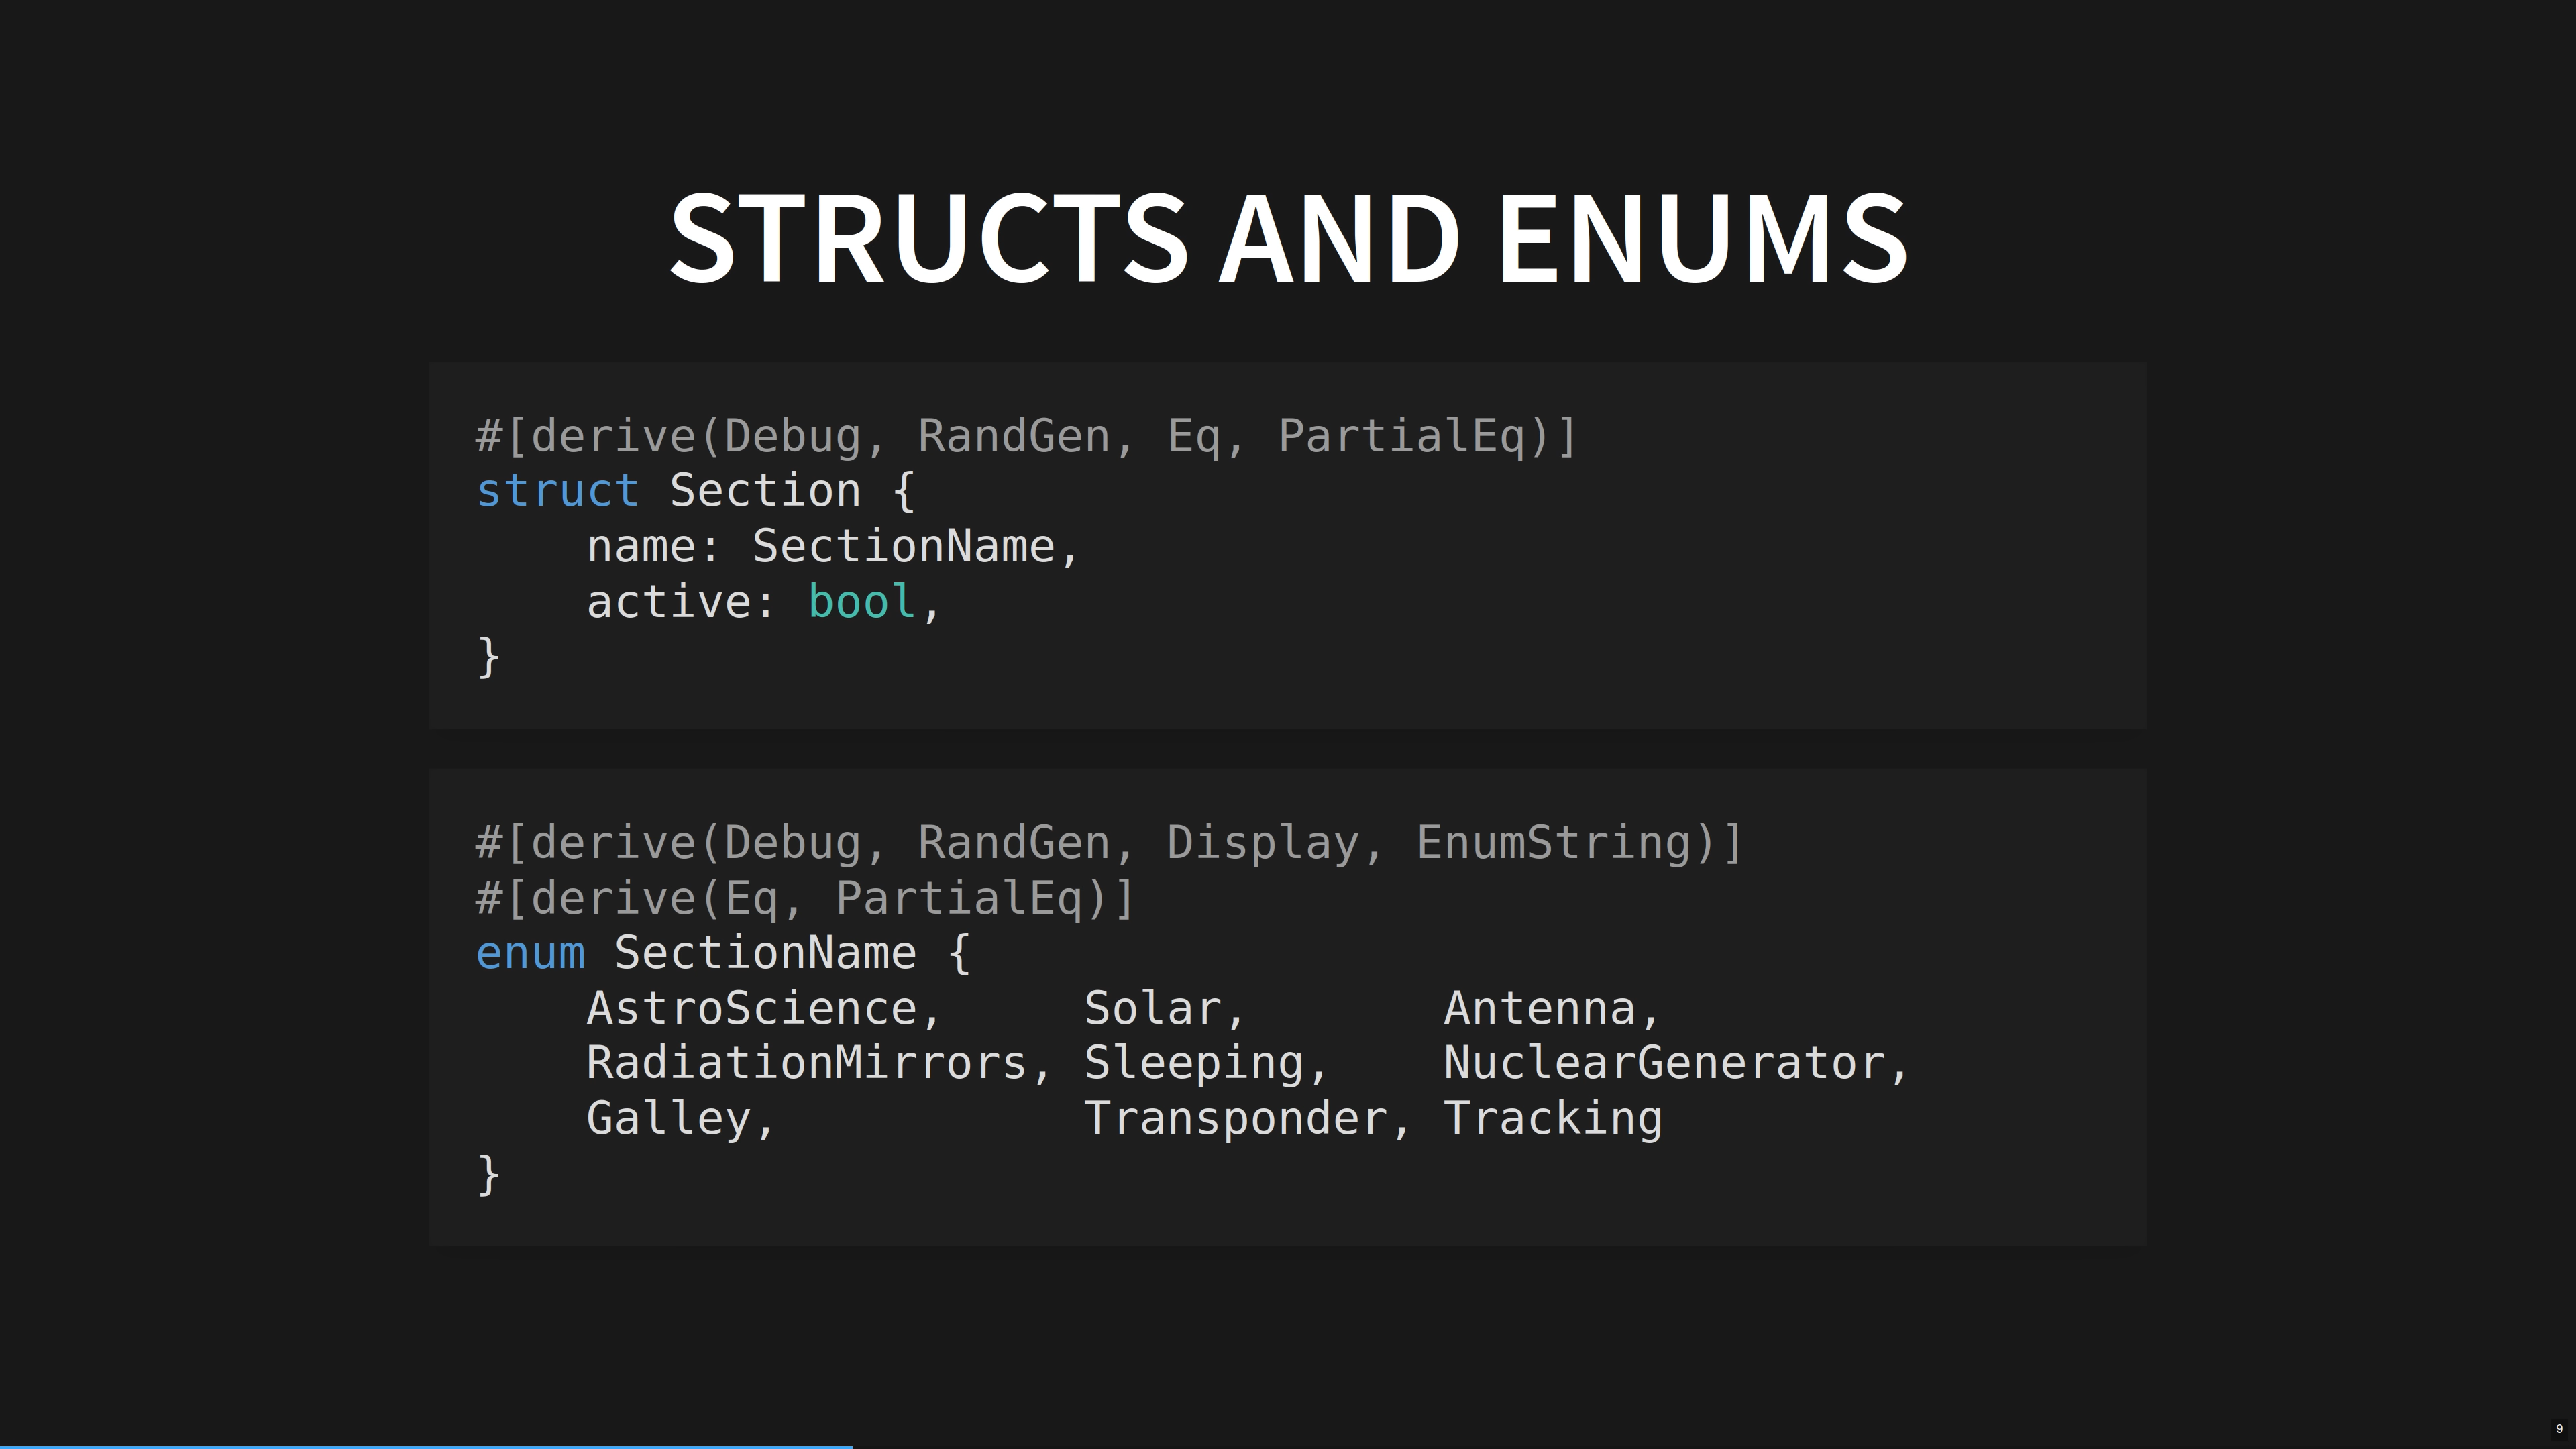 STRUCTS AND ENUMS
#[derive(Debug, RandGen, Eq, PartialEq)]
struct Section {
    name: SectionName,
    active: bool,
}
#[derive(Debug, RandGen, Display, EnumString)]
#[derive(Eq, PartialEq)]
enum SectionName {
    AstroScience,     Solar,       Antenna,
    RadiationMirrors, Sleeping,    NuclearGenerator,
    Galley,           Transponder, Tracking
}
9